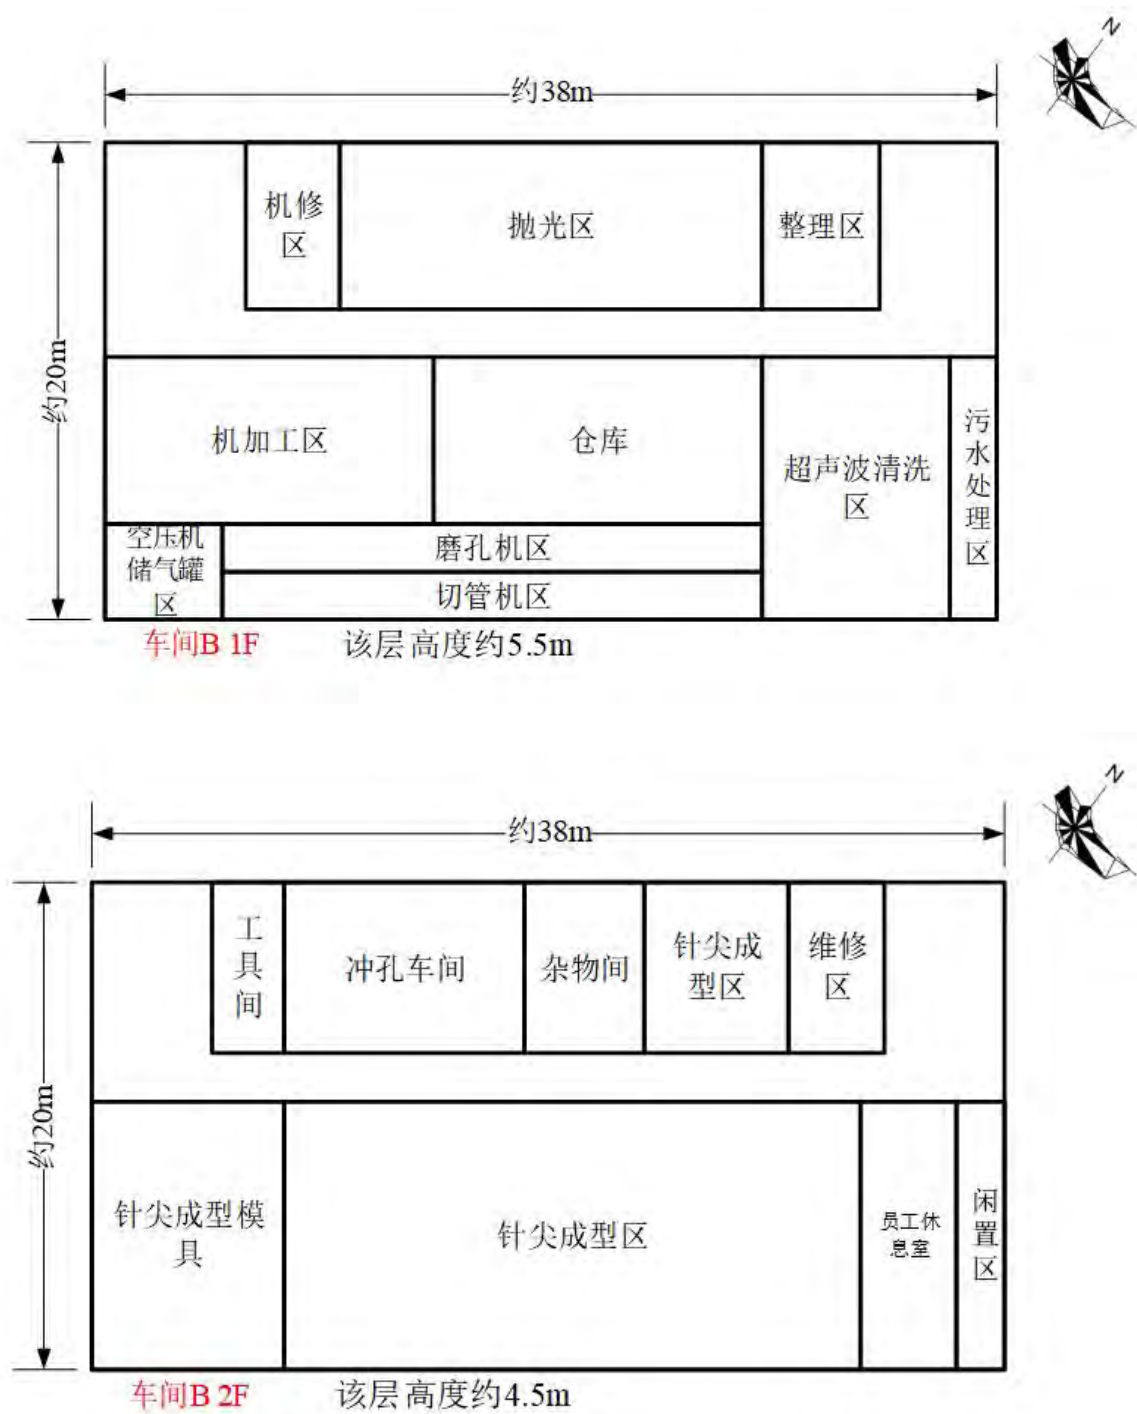 N
约38m
约20m
机修
区
抛光区
整理区
机加工区
仓库
超声波清洗
区
污
水
处
理
区
空压机
储气罐
区
磨孔机区
切管机区
车间B 1F
该层高度约5.5m
N
约38m
约20m
工
具
间
冲孔车间
杂物间
针尖成
型区
维修
区
针尖成型模
具
针尖成型区
员工休
息室
闲
置
区
车间B 2F
该层高度约4.5m